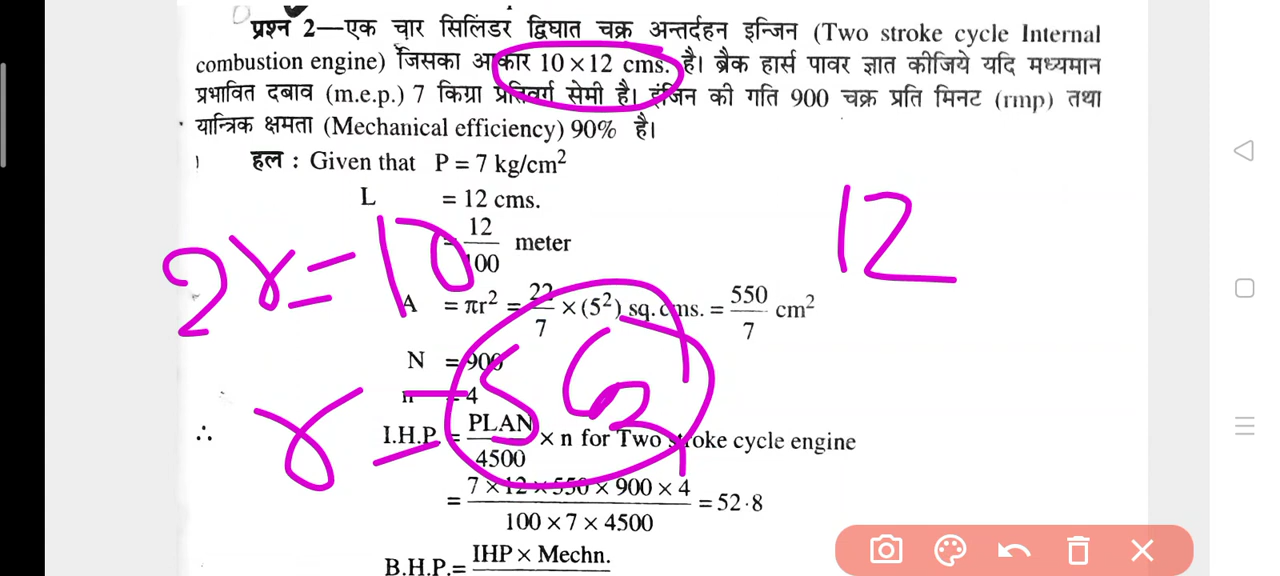 प्रश्न 2—एक चार सिलिंडर द्विघात चक्र अन्तर्दहन इन्जिन (Two stroke cycle Internal
combustion engine) जिसका आकार 10 × 12 cms. है। ब्रैक हार्स पावर ज्ञात कीजिये यदि मध्यमान
प्रभावित दबाव (m.e.p.) 7 किग्रा प्रतिवर्ग सेमी है। इंजिन की गति 900 चक्र प्रति मिनट (rmp) तथा
यान्त्रिक क्षमता (Mechanical efficiency) 90% है।
हल : Given that P = 7 kg/cm²
L = 12 cms.
= 12/100 meter
12
2r = 10
A = πr² = 22/7 × (5²) sq. cms. = 550/7 cm²
N = 900
n = 4
r = 5
∴ I.H.P = PLAN/4500 × n for Two stroke cycle engine
= 7 × 12 × 550 × 900 × 4 / 100 × 7 × 4500 = 52·8
B.H.P.= IHP × Mechn.